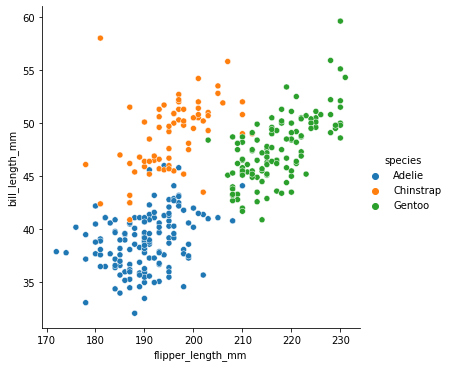 60
55
50
45
40
35
bill_length_mm
170 180 190 200 210 220 230
flipper_length_mm
species
Adelie
Chinstrap
Gentoo